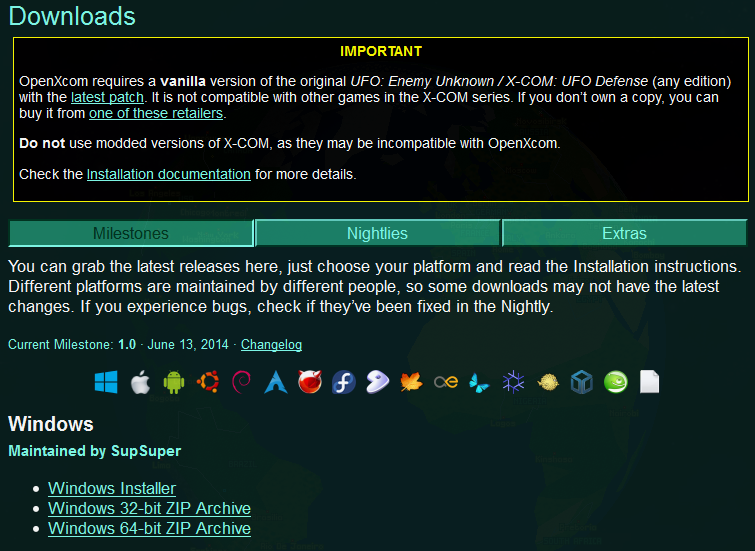 Downloads
IMPORTANT
OpenXcom requires a vanilla version of the original UFO: Enemy Unknown / X-COM: UFO Defense (any edition)
with the latest patch. It is not compatible with other games in the X-COM series. If you don't own a copy, you can
buy it from one of these retailers.
Do not use modded versions of X-COM, as they may be incompatible with OpenXcom.
Check the Installation documentation for more details.
Milestones Nightlies Extras
You can grab the latest releases here, just choose your platform and read the Installation instructions.
Different platforms are maintained by different people, so some downloads may not have the latest
changes. If you experience bugs, check if they've been fixed in the Nightly.
Current Milestone: 1.0 · June 13, 2014 · Changelog
Windows
Maintained by SupSuper
Windows Installer
Windows 32-bit ZIP Archive
Windows 64-bit ZIP Archive